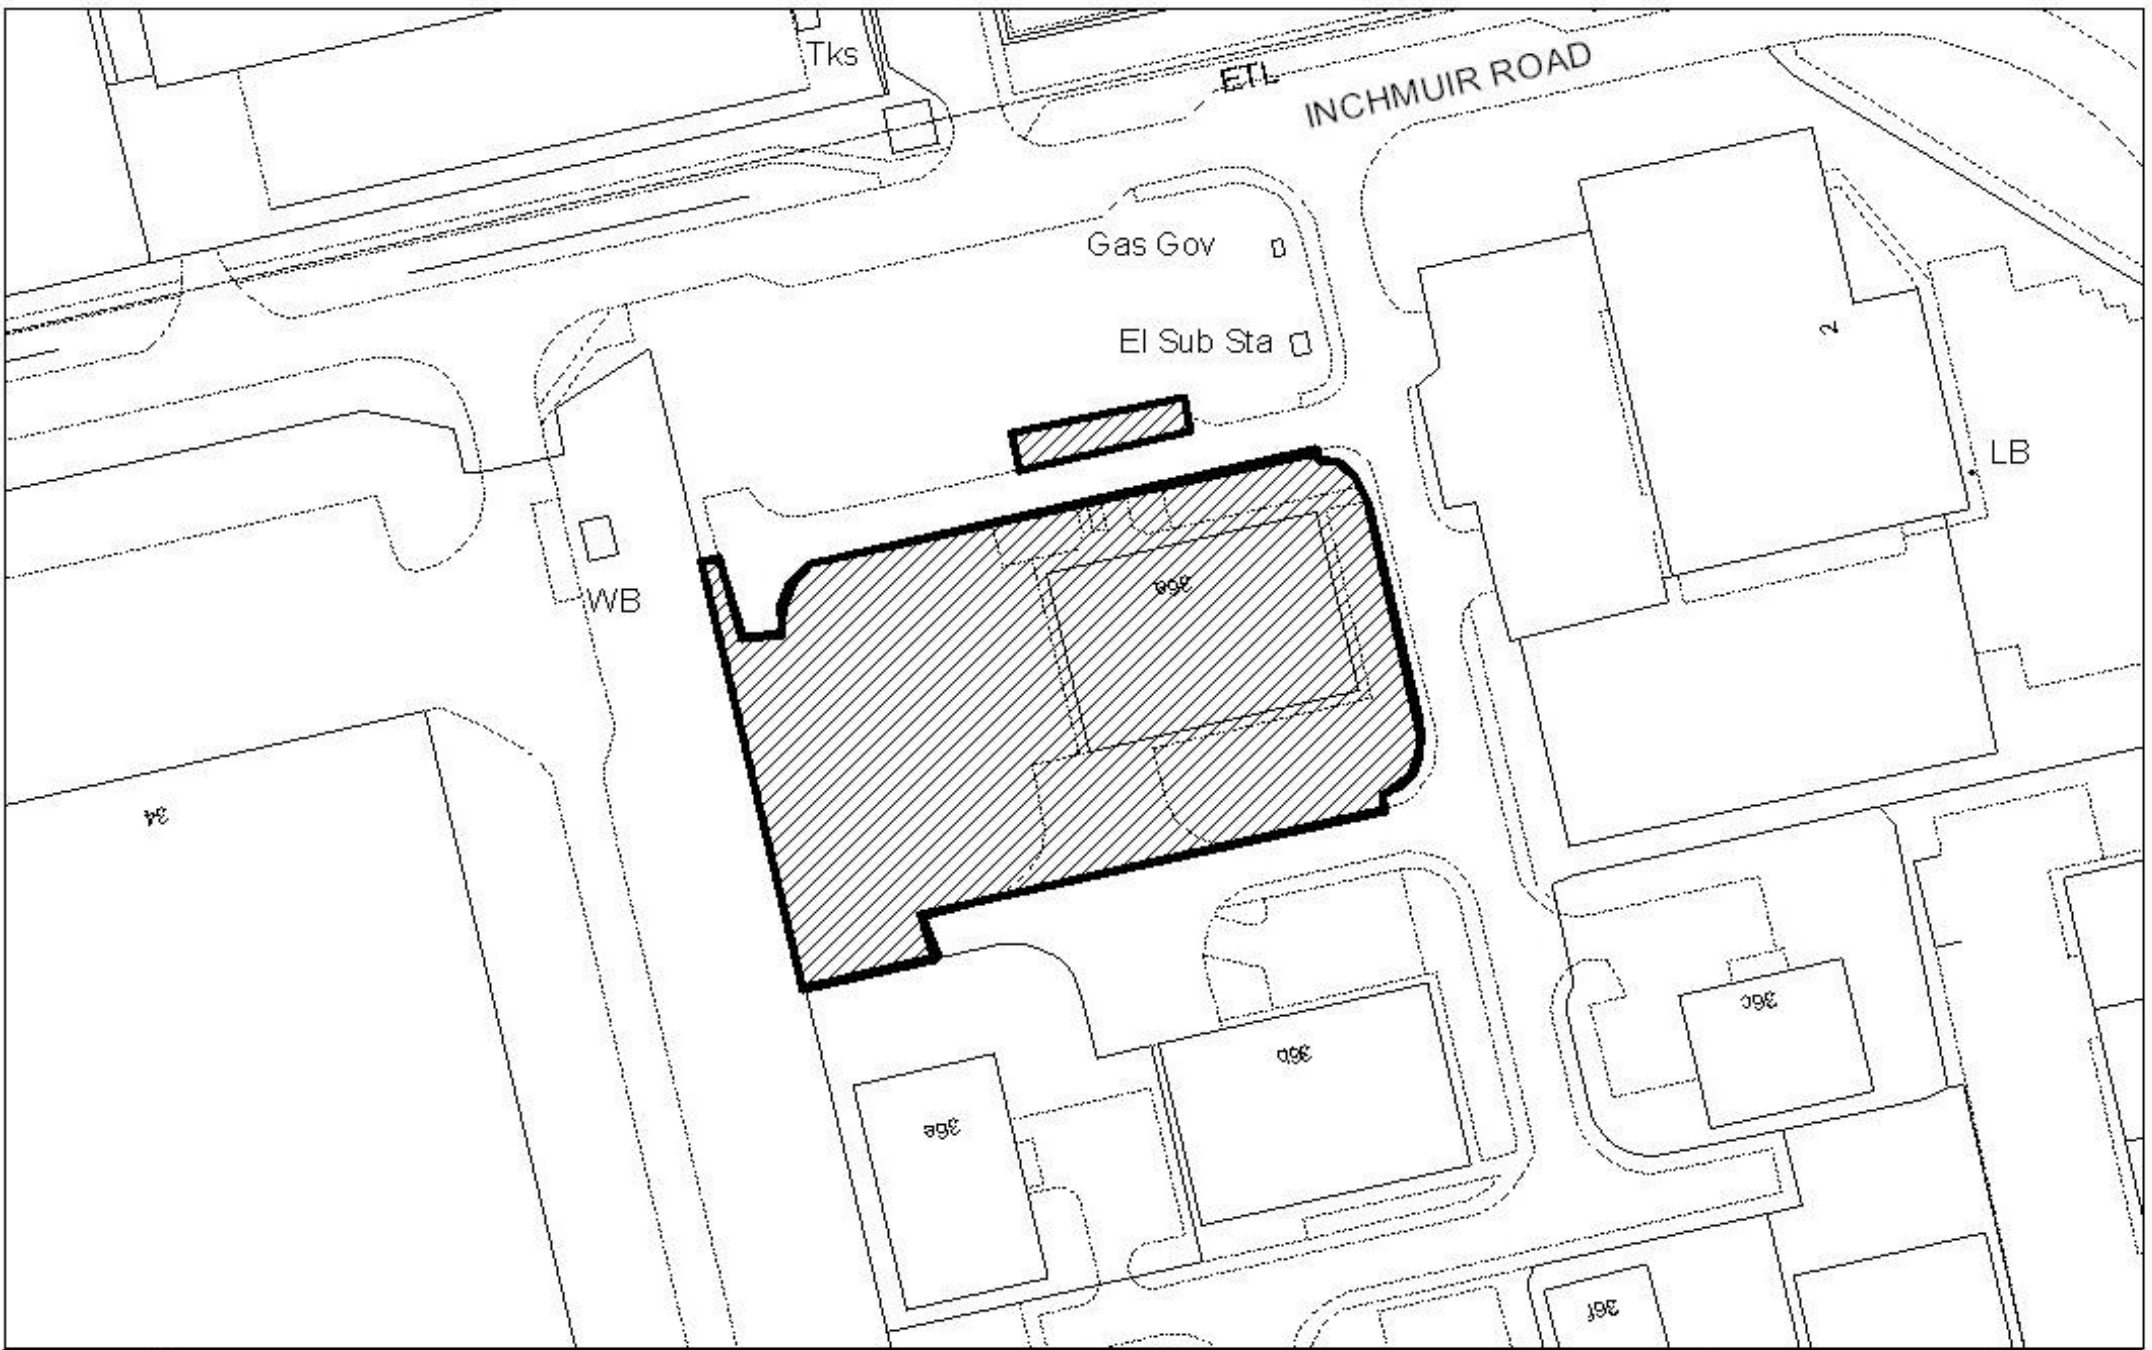 Tks
ETL
INCHMUIR ROAD
Gas Gov
El Sub Sta
2
LB
36a
WB
34
36c
36b
36e
36f